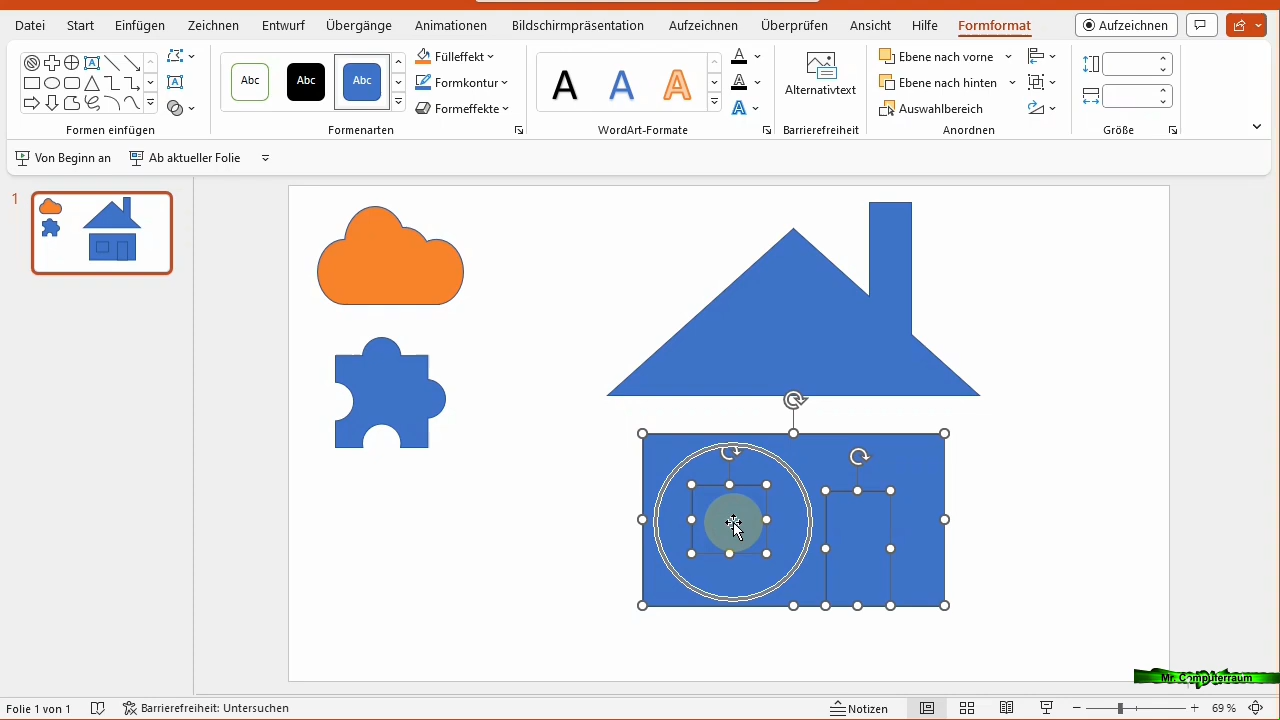 Datei Start Einfügen Zeichnen Entwurf Übergänge Animationen Bildschirmpräsentation Aufzeichnen Überprüfen Ansicht Hilfe Formformat Aufzeichnen
Abc Abc Abc
Fülleffekt
Formkontur
Formeffekte
A A A
A
A
A
Alternativtext
Ebene nach vorne
Ebene nach hinten
Auswahlbereich
Formen einfügen Formenarten WordArt-Formate Barrierefreiheit Anordnen Größe
Von Beginn an Ab aktueller Folie
1
Mr. Computerraum
Folie 1 von 1 Barrierefreiheit: Untersuchen Notizen 69 %